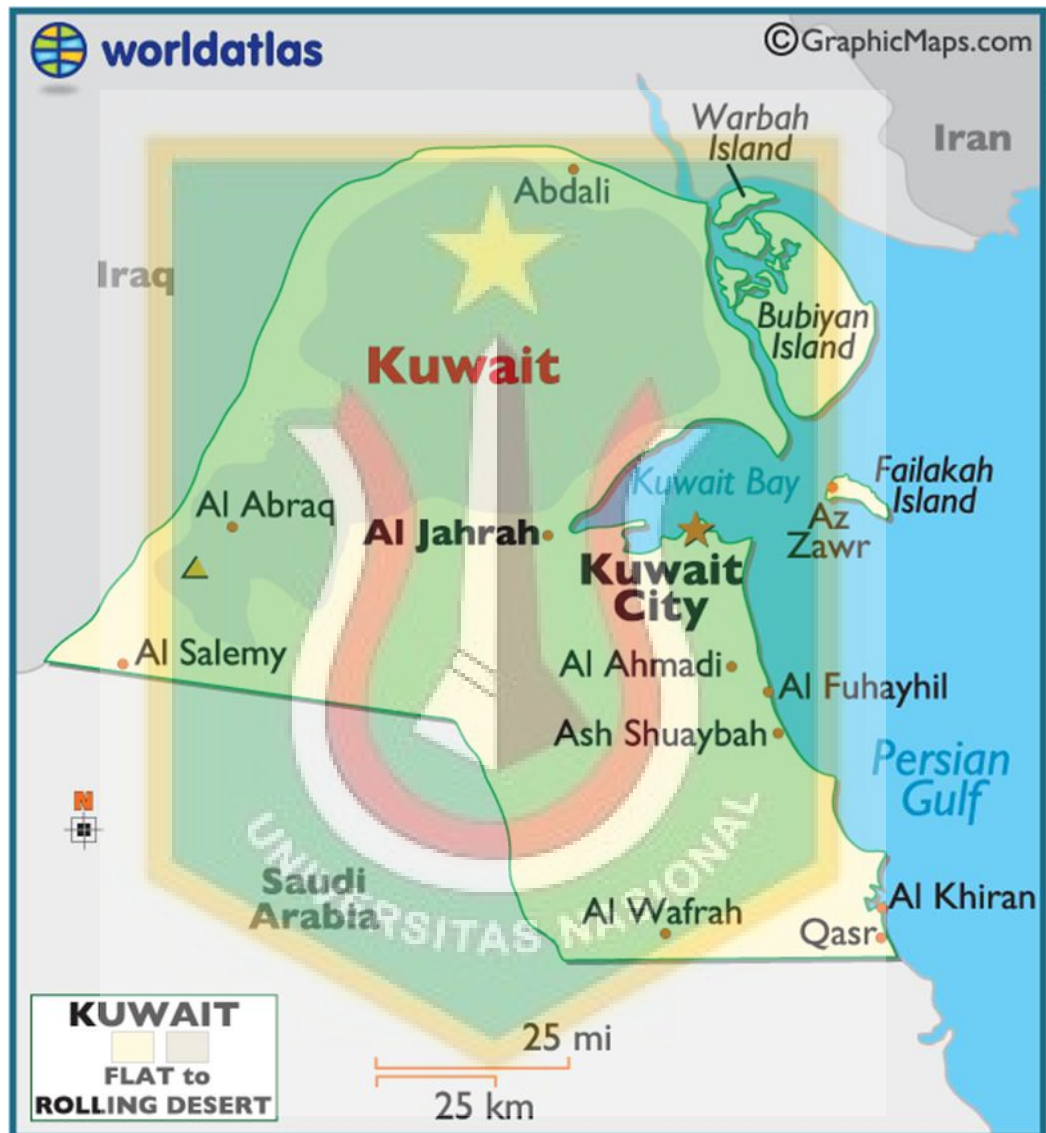 worldatlas
©GraphicMaps.com
Warbah
Island
Iran
Abdali
Iraq
Bubiyan
Island
Kuwait
Kuwait Bay
Failakah
Island
Al Abraq
Al Jahrah
Az
Zawr
Kuwait
City
Al Salemy
Al Ahmadi
Al Fuhayhil
Ash Shuaybah
Persian
Gulf
N
UNIVERSITAS NASIONAL
Saudi
Arabia
Al Wafrah
Al Khiran
Qasr
KUWAIT
FLAT to
ROLLING DESERT
25 mi
25 km